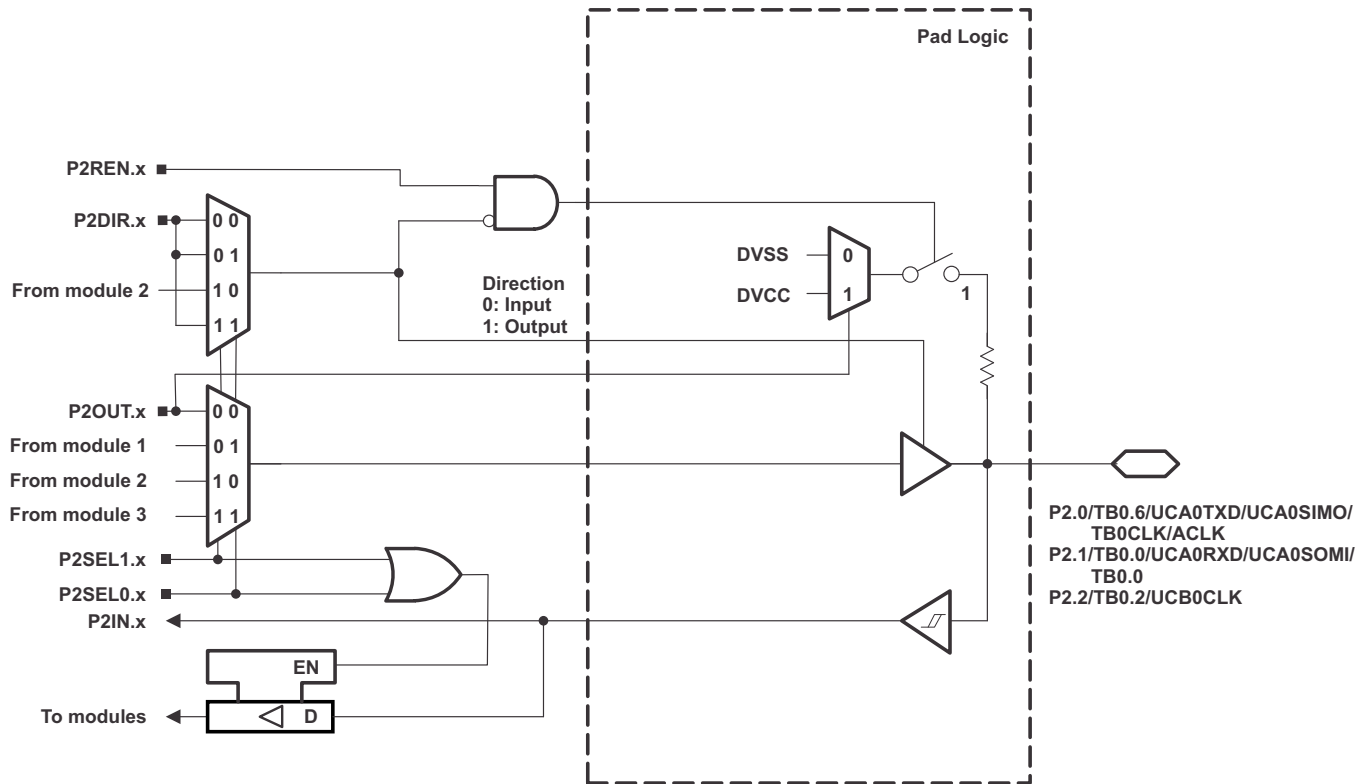 Pad Logic
P2REN.x
P2DIR.x
0 0
0 1
From module 2
1 0
1 1
Direction
0: Input
1: Output
DVSS
0
DVCC
1
1
P2OUT.x
0 0
From module 1
0 1
From module 2
1 0
From module 3
1 1
P2SEL1.x
P2SEL0.x
P2IN.x
EN
To modules
D
P2.0/TB0.6/UCA0TXD/UCA0SIMO/
TB0CLK/ACLK
P2.1/TB0.0/UCA0RXD/UCA0SOMI/
TB0.0
P2.2/TB0.2/UCB0CLK